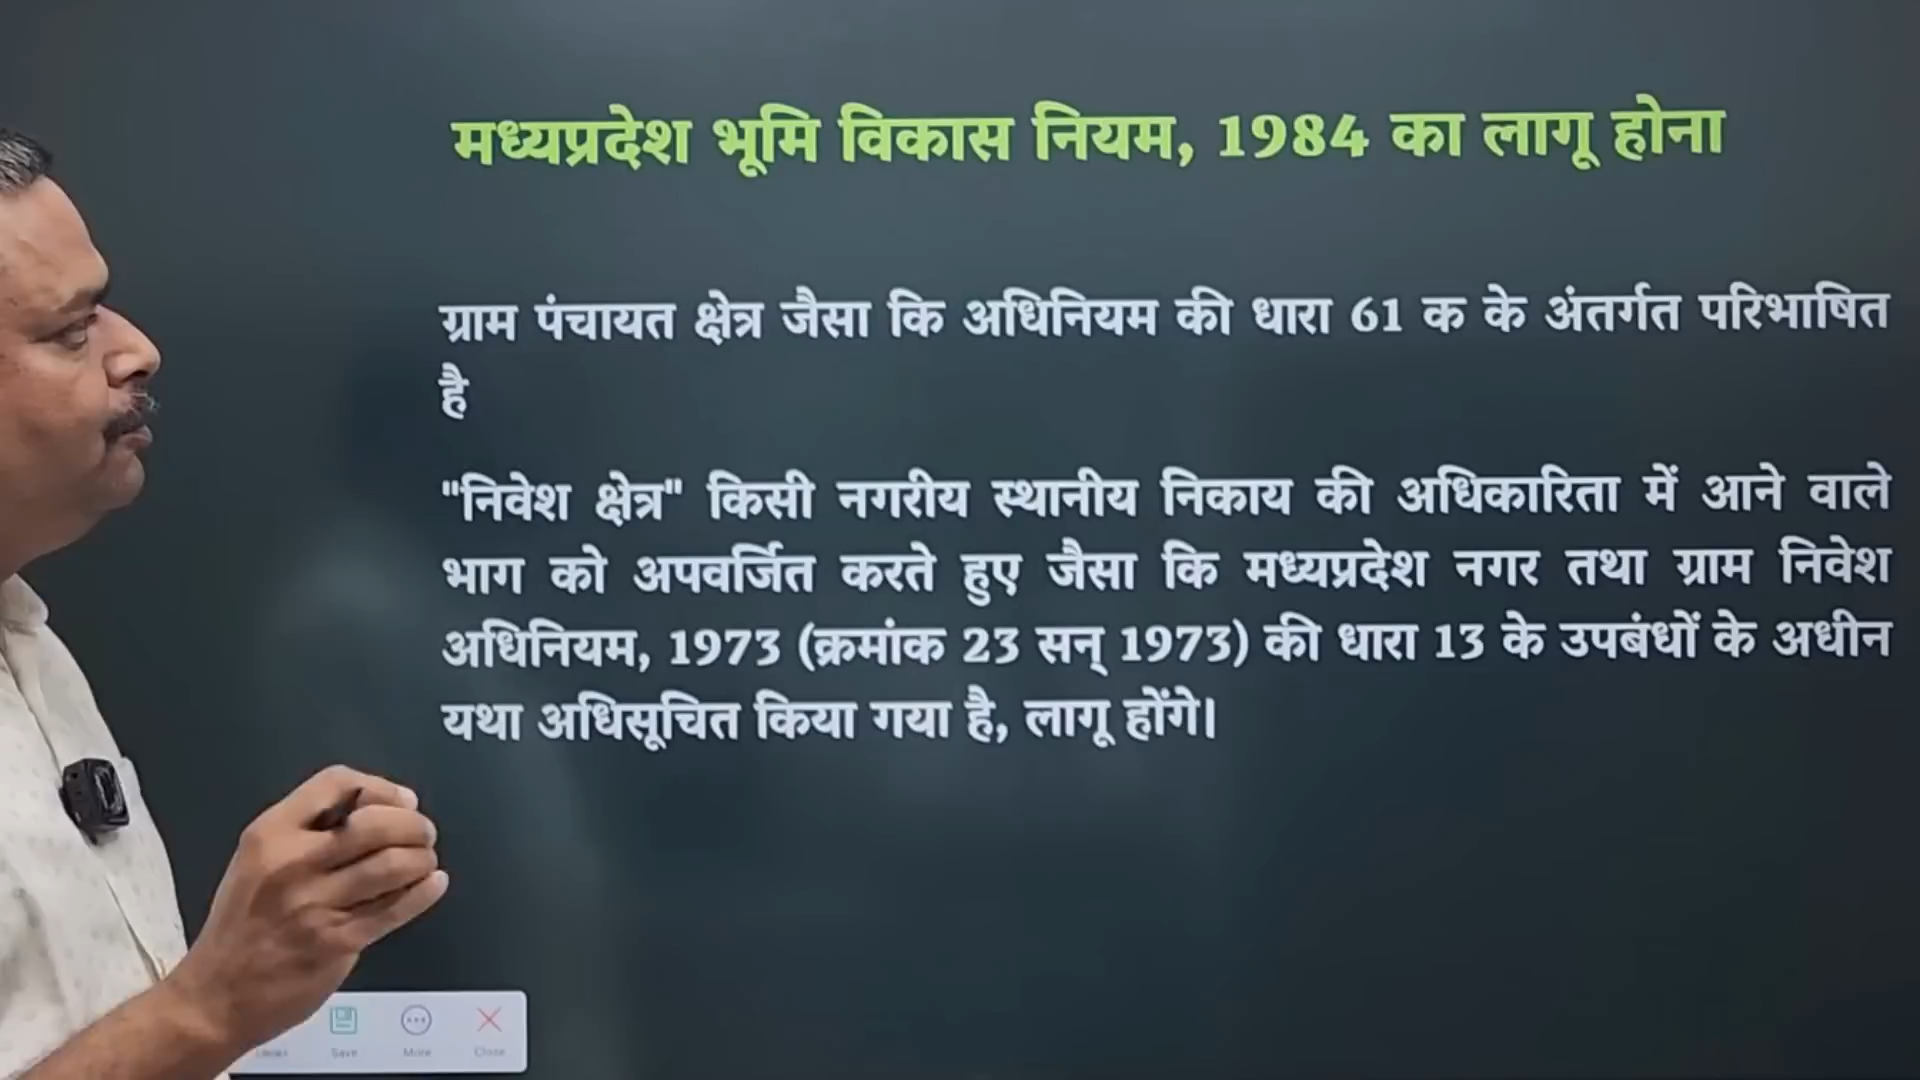 मध्यप्रदेश भूमि विकास नियम, 1984 का लागू होना
ग्राम पंचायत क्षेत्र जैसा कि अधिनियम की धारा 61 क के अंतर्गत परिभाषित
है
"निवेश क्षेत्र" किसी नगरीय स्थानीय निकाय की अधिकारिता में आने वाले
भाग को अपवर्जित करते हुए जैसा कि मध्यप्रदेश नगर तथा ग्राम निवेश
अधिनियम, 1973 (क्रमांक 23 सन् 1973) की धारा 13 के उपबंधों के अधीन
यथा अधिसूचित किया गया है, लागू होंगे।
Save More Close